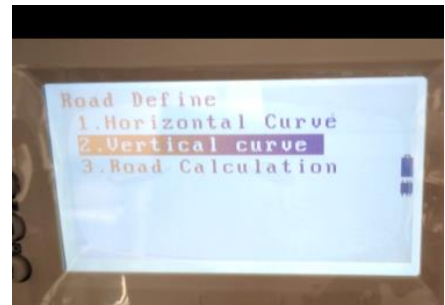 Road Define
1.Horizontal Curve
2.Vertical curve
3.Road Calculation